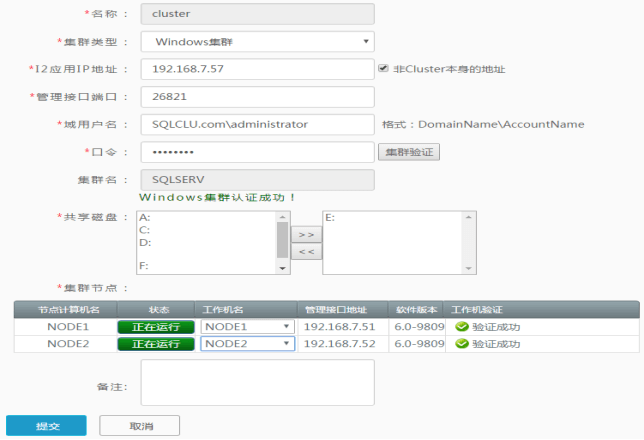 *名称： cluster
*集群类型： Windows集群
*I2应用IP地址： 192.168.7.57 非Cluster本身的地址
*管理接口端口： 26821
*域用户名： SQLCLU.com\administrator 格式：DomainName\AccountName
*口令： •••••••• 集群验证
集群名： SQLSERV
Windows集群认证成功！
*共享磁盘： A: E:
C:
D:
>>
<<
F:
*集群节点：
节点计算机名 状态 工作机名 管理接口地址 软件版本 工作机验证
NODE1 正在运行 NODE1 192.168.7.51 6.0-9809 验证成功
NODE2 正在运行 NODE2 192.168.7.52 6.0-9809 验证成功
备注:
提交 取消